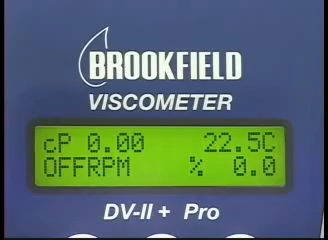 BROOKFIELD
VISCOMETER
cP 0.00 22.5C
OFFRPM % 0.0
DV-II + Pro